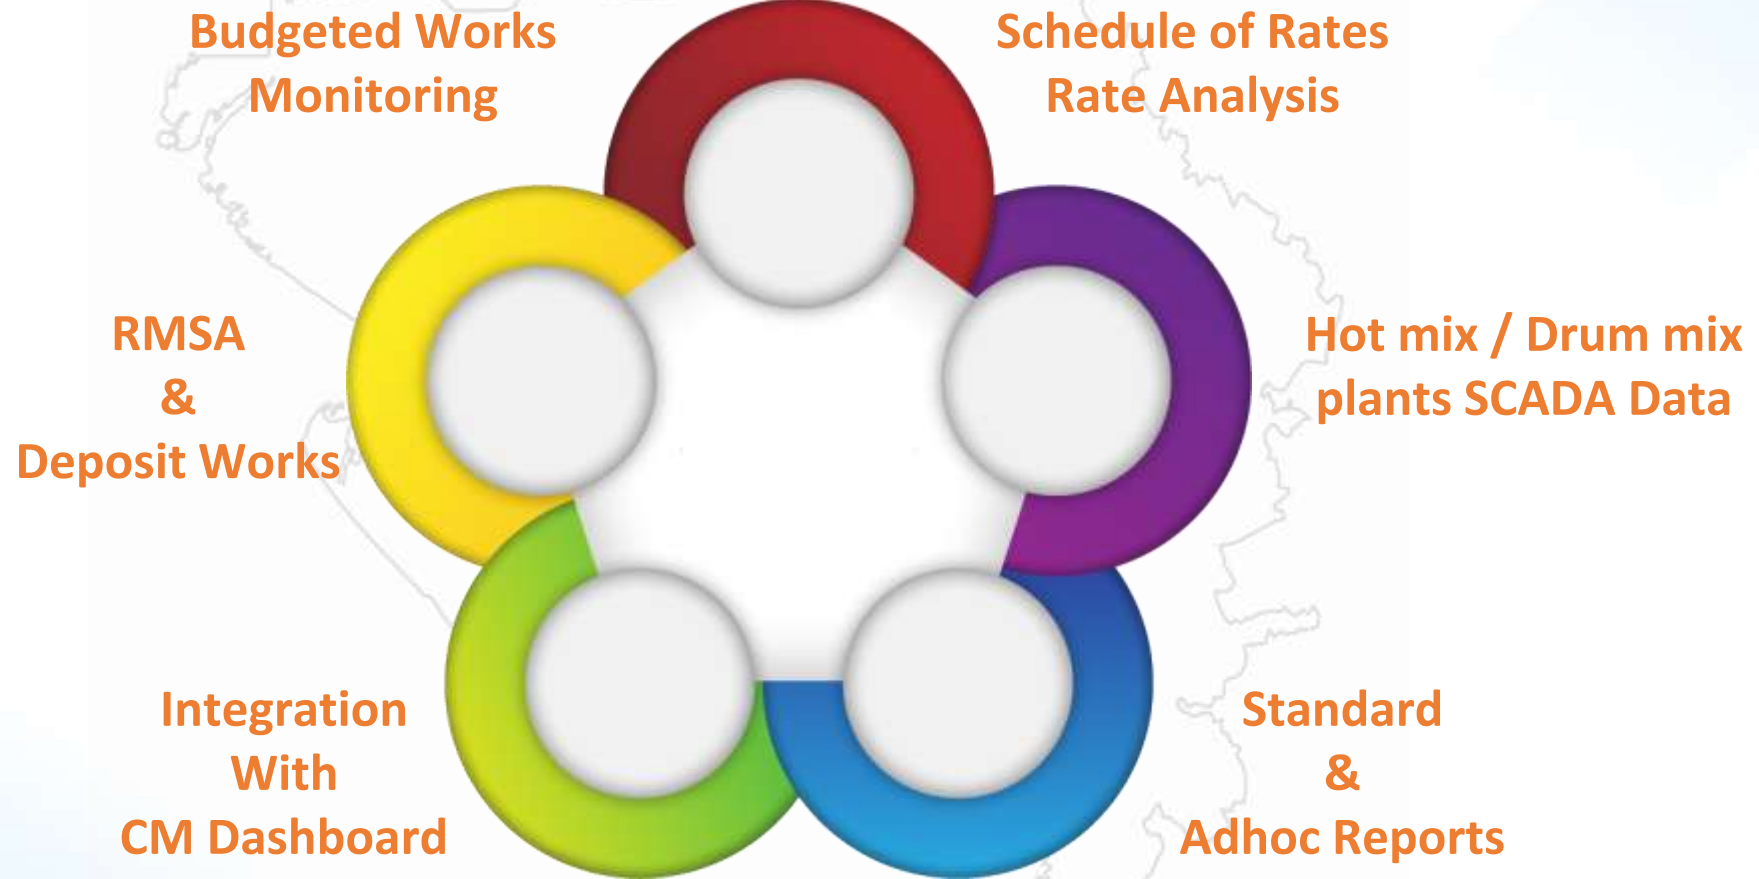 Budgeted Works
Monitoring
Schedule of Rates
Rate Analysis
RMSA
&
Deposit Works
Hot mix / Drum mix
plants SCADA Data
Integration
With
CM Dashboard
Standard
&
Adhoc Reports